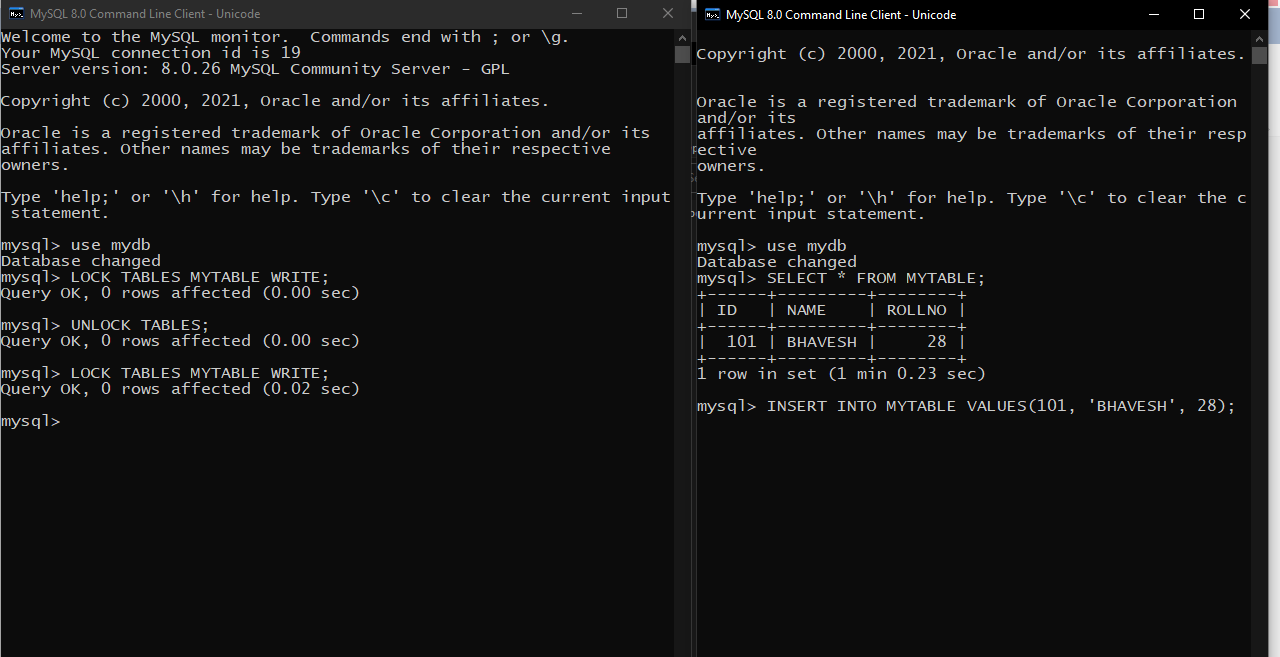 MySQL 8.0 Command Line Client - Unicode
Welcome to the MySQL monitor.  Commands end with ; or \g.
Your MySQL connection id is 19
Server version: 8.0.26 MySQL Community Server - GPL
Copyright (c) 2000, 2021, Oracle and/or its affiliates.
Oracle is a registered trademark of Oracle Corporation and/or its
affiliates. Other names may be trademarks of their respective
owners.
Type 'help;' or '\h' for help. Type '\c' to clear the current input
 statement.
mysql> use mydb
Database changed
mysql> LOCK TABLES MYTABLE WRITE;
Query OK, 0 rows affected (0.00 sec)
mysql> UNLOCK TABLES;
Query OK, 0 rows affected (0.00 sec)
mysql> LOCK TABLES MYTABLE WRITE;
Query OK, 0 rows affected (0.02 sec)
mysql>
MySQL 8.0 Command Line Client - Unicode
Copyright (c) 2000, 2021, Oracle and/or its affiliates.
Oracle is a registered trademark of Oracle Corporation
and/or its
affiliates. Other names may be trademarks of their resp
ective
owners.
Type 'help;' or '\h' for help. Type '\c' to clear the c
urrent input statement.
mysql> use mydb
Database changed
mysql> SELECT * FROM MYTABLE;
+------+---------+--------+
| ID   | NAME    | ROLLNO |
+------+---------+--------+
|  101 | BHAVESH |     28 |
+------+---------+--------+
1 row in set (1 min 0.23 sec)
mysql> INSERT INTO MYTABLE VALUES(101, 'BHAVESH', 28);